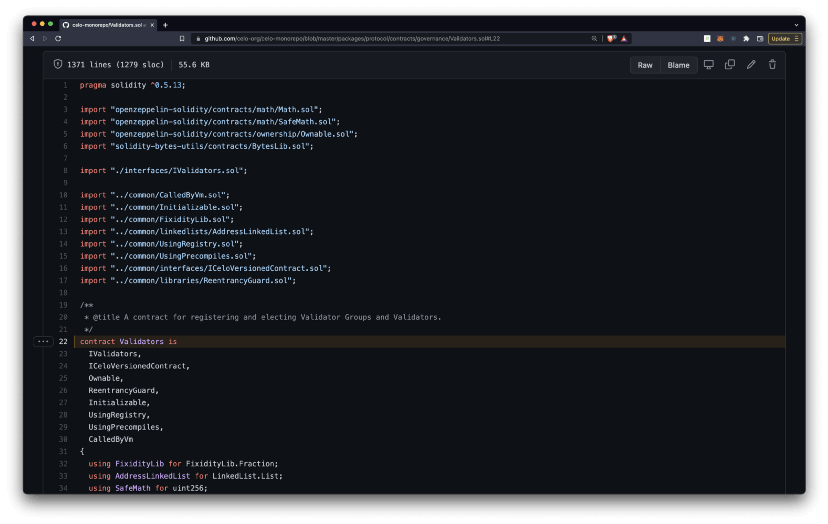 celo-monorepo/Validators.sol
github.com/celo-org/celo-monorepo/blob/master/packages/protocol/contracts/governance/Validators.sol#L22
Update
1371 lines (1279 sloc) 55.6 KB
Raw Blame
1 pragma solidity ^0.5.13;
2
3 import "openzeppelin-solidity/contracts/math/Math.sol";
4 import "openzeppelin-solidity/contracts/math/SafeMath.sol";
5 import "openzeppelin-solidity/contracts/ownership/Ownable.sol";
6 import "solidity-bytes-utils/contracts/BytesLib.sol";
7
8 import "./interfaces/IValidators.sol";
9
10 import "../common/CalledByVm.sol";
11 import "../common/Initializable.sol";
12 import "../common/FixidityLib.sol";
13 import "../common/linkedlists/AddressLinkedList.sol";
14 import "../common/UsingRegistry.sol";
15 import "../common/UsingPrecompiles.sol";
16 import "../common/interfaces/ICeloVersionedContract.sol";
17 import "../common/libraries/ReentrancyGuard.sol";
18
19 /**
20 * @title A contract for registering and electing Validator Groups and Validators.
21 */
22 contract Validators is
23 IValidators,
24 ICeloVersionedContract,
25 Ownable,
26 ReentrancyGuard,
27 Initializable,
28 UsingRegistry,
29 UsingPrecompiles,
30 CalledByVm
31 {
32 using FixidityLib for FixidityLib.Fraction;
33 using AddressLinkedList for LinkedList.List;
34 using SafeMath for uint256;